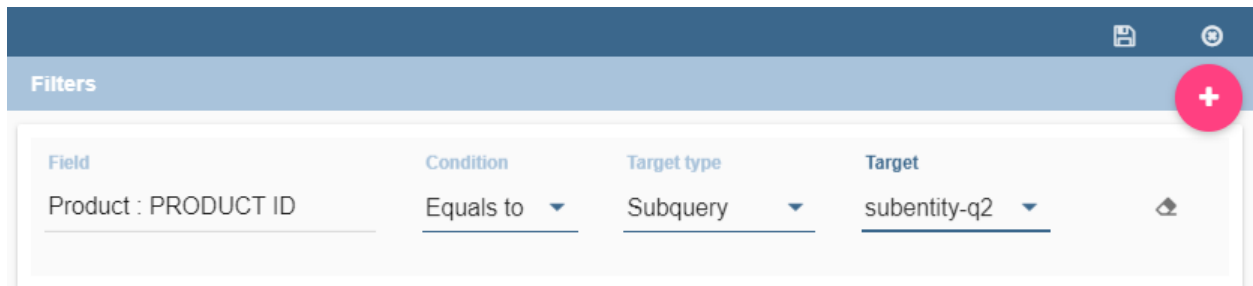 Filters
Field Condition Target type Target
Product : PRODUCT ID Equals to Subquery subentity-q2